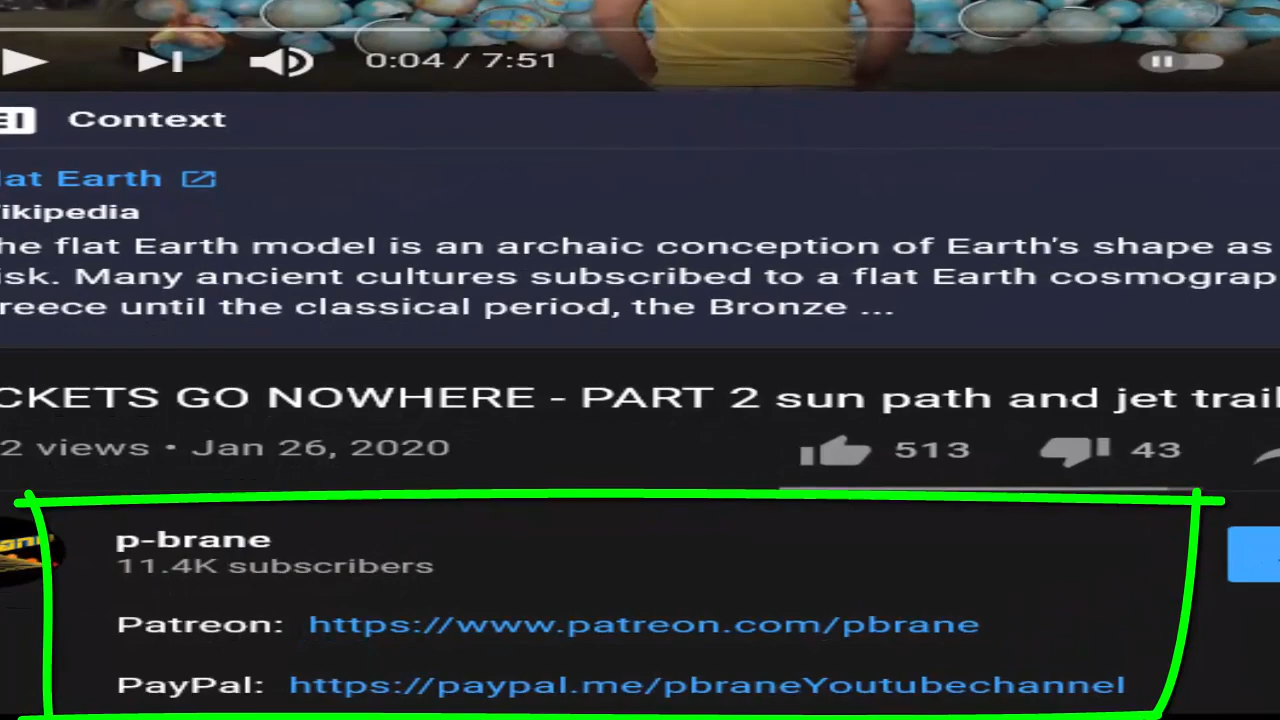 0:04 / 7:51
Context
lat Earth
ikipedia
he flat Earth model is an archaic conception of Earth's shape as
isk. Many ancient cultures subscribed to a flat Earth cosmograp
reece until the classical period, the Bronze ...
CKETS GO NOWHERE - PART 2 sun path and jet trail
2 views • Jan 26, 2020
513
43
p-brane
11.4K subscribers
Patreon: https://www.patreon.com/pbrane
PayPal: https://paypal.me/pbraneYoutubechannel